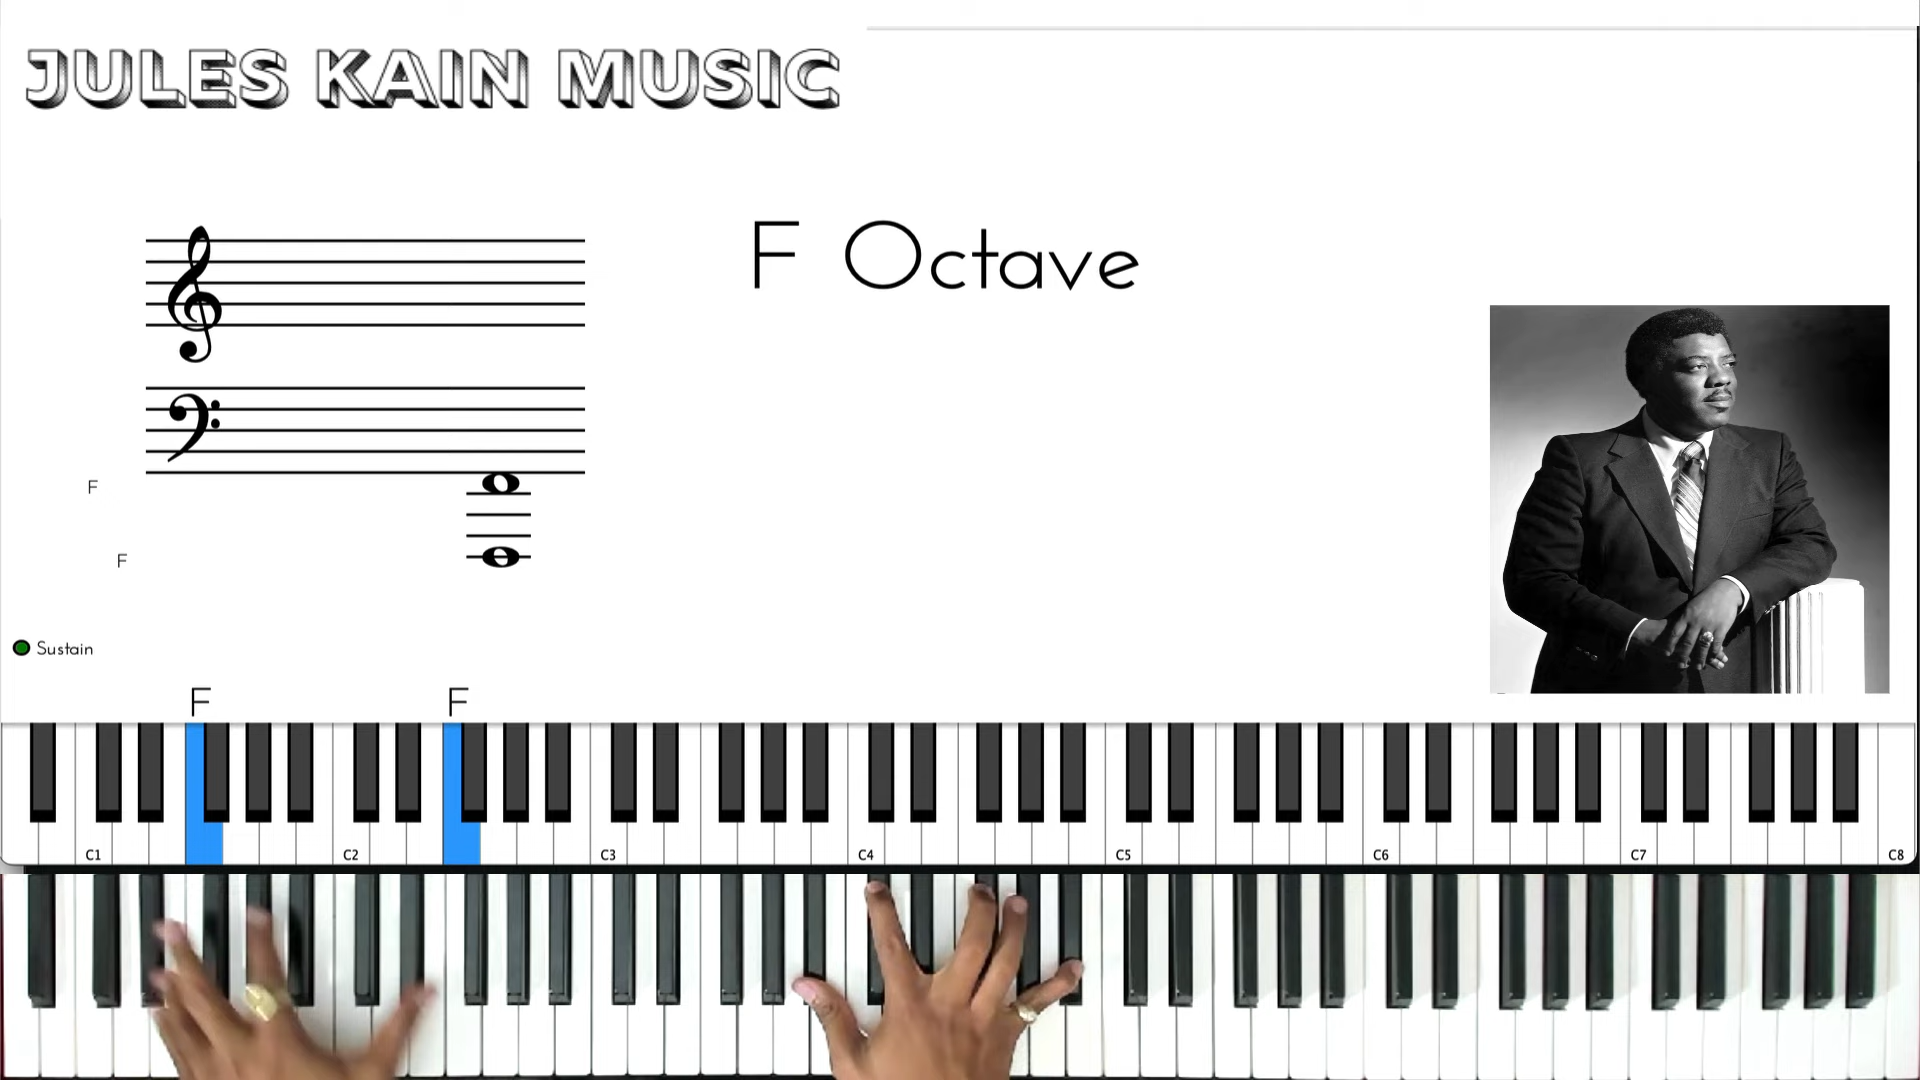 JULES KAIN MUSIC
F Octave
F
F
Sustain
F F
C1 C2 C3 C4 C5 C6 C7 C8